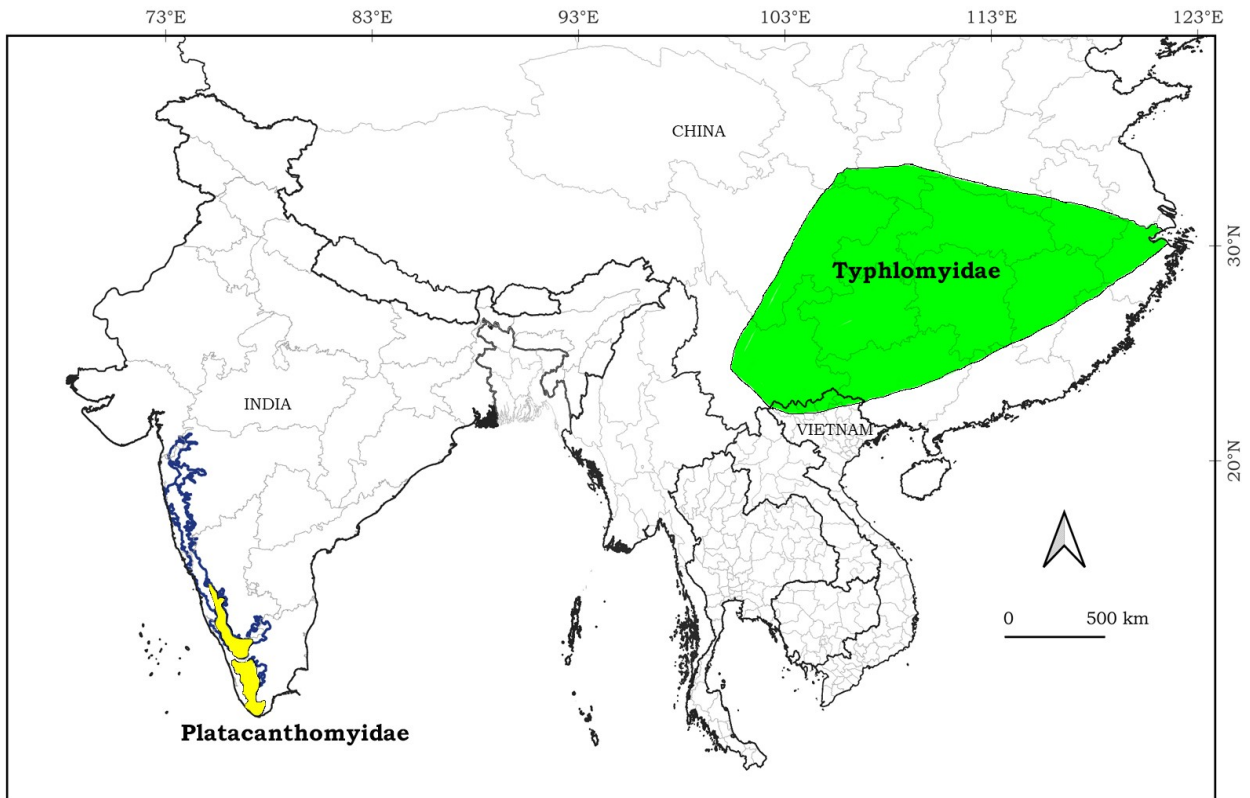 73°E 83°E 93°E 103°E 113°E 123°E
CHINA
30°N
Typhlomyidae
INDIA
VIETNAM
20°N
0 500 km
Platacanthomyidae